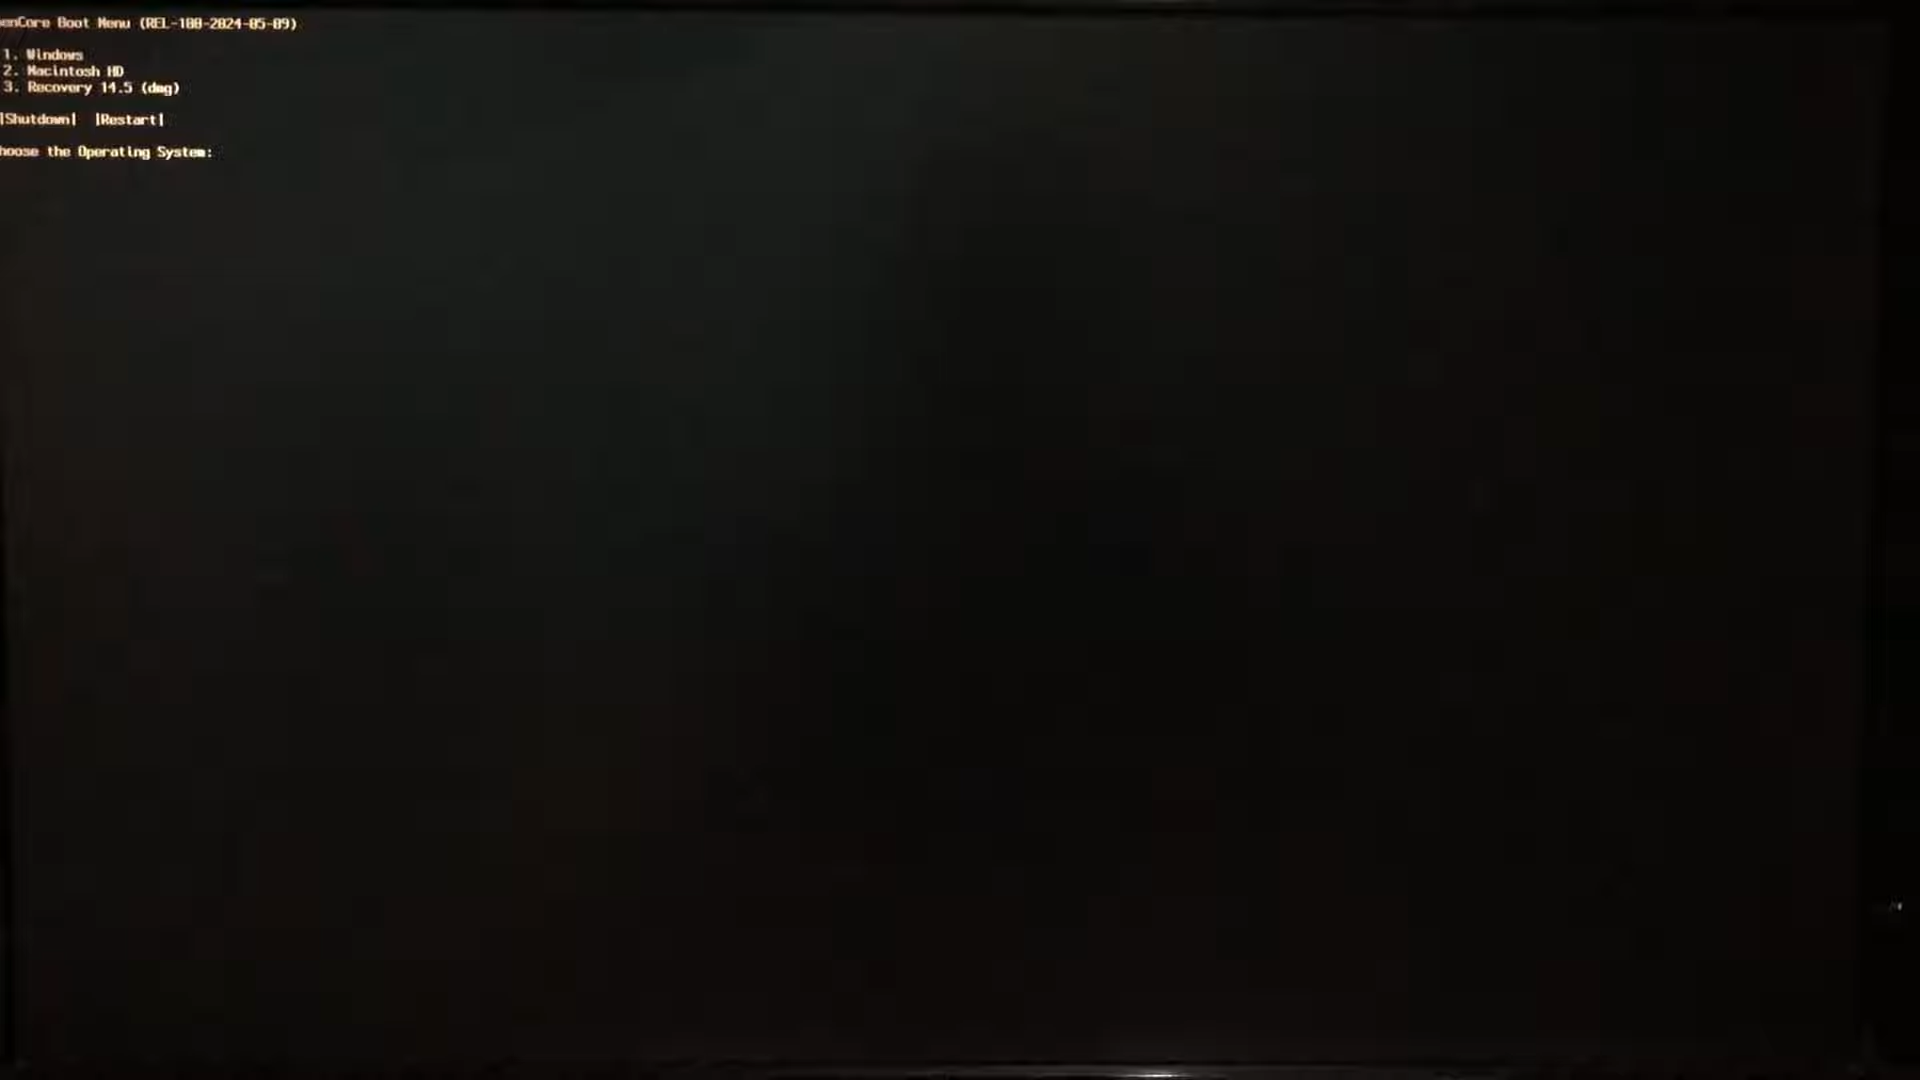 enCore Boot Menu (REL-100-2024-05-09)
1. Windows
2. Macintosh HD
3. Recovery 14.5 (dmg)
|Shutdown| |Restart|
hoose the Operating System: